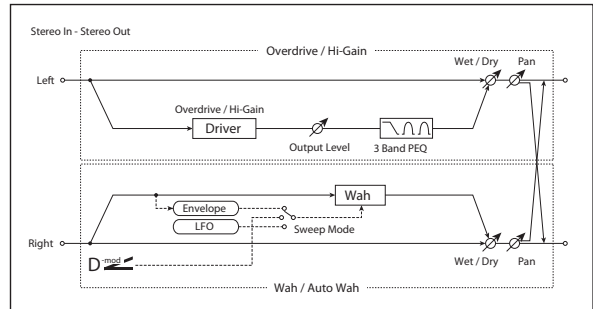 Stereo In - Stereo Out
Overdrive / Hi-Gain
Wet / Dry
Pan
Left
Overdrive / Hi-Gain
Driver
Output Level
3 Band PEQ
Wah
Envelope
LFO
Sweep Mode
Right
D-mod
Wet / Dry
Pan
Wah / Auto Wah